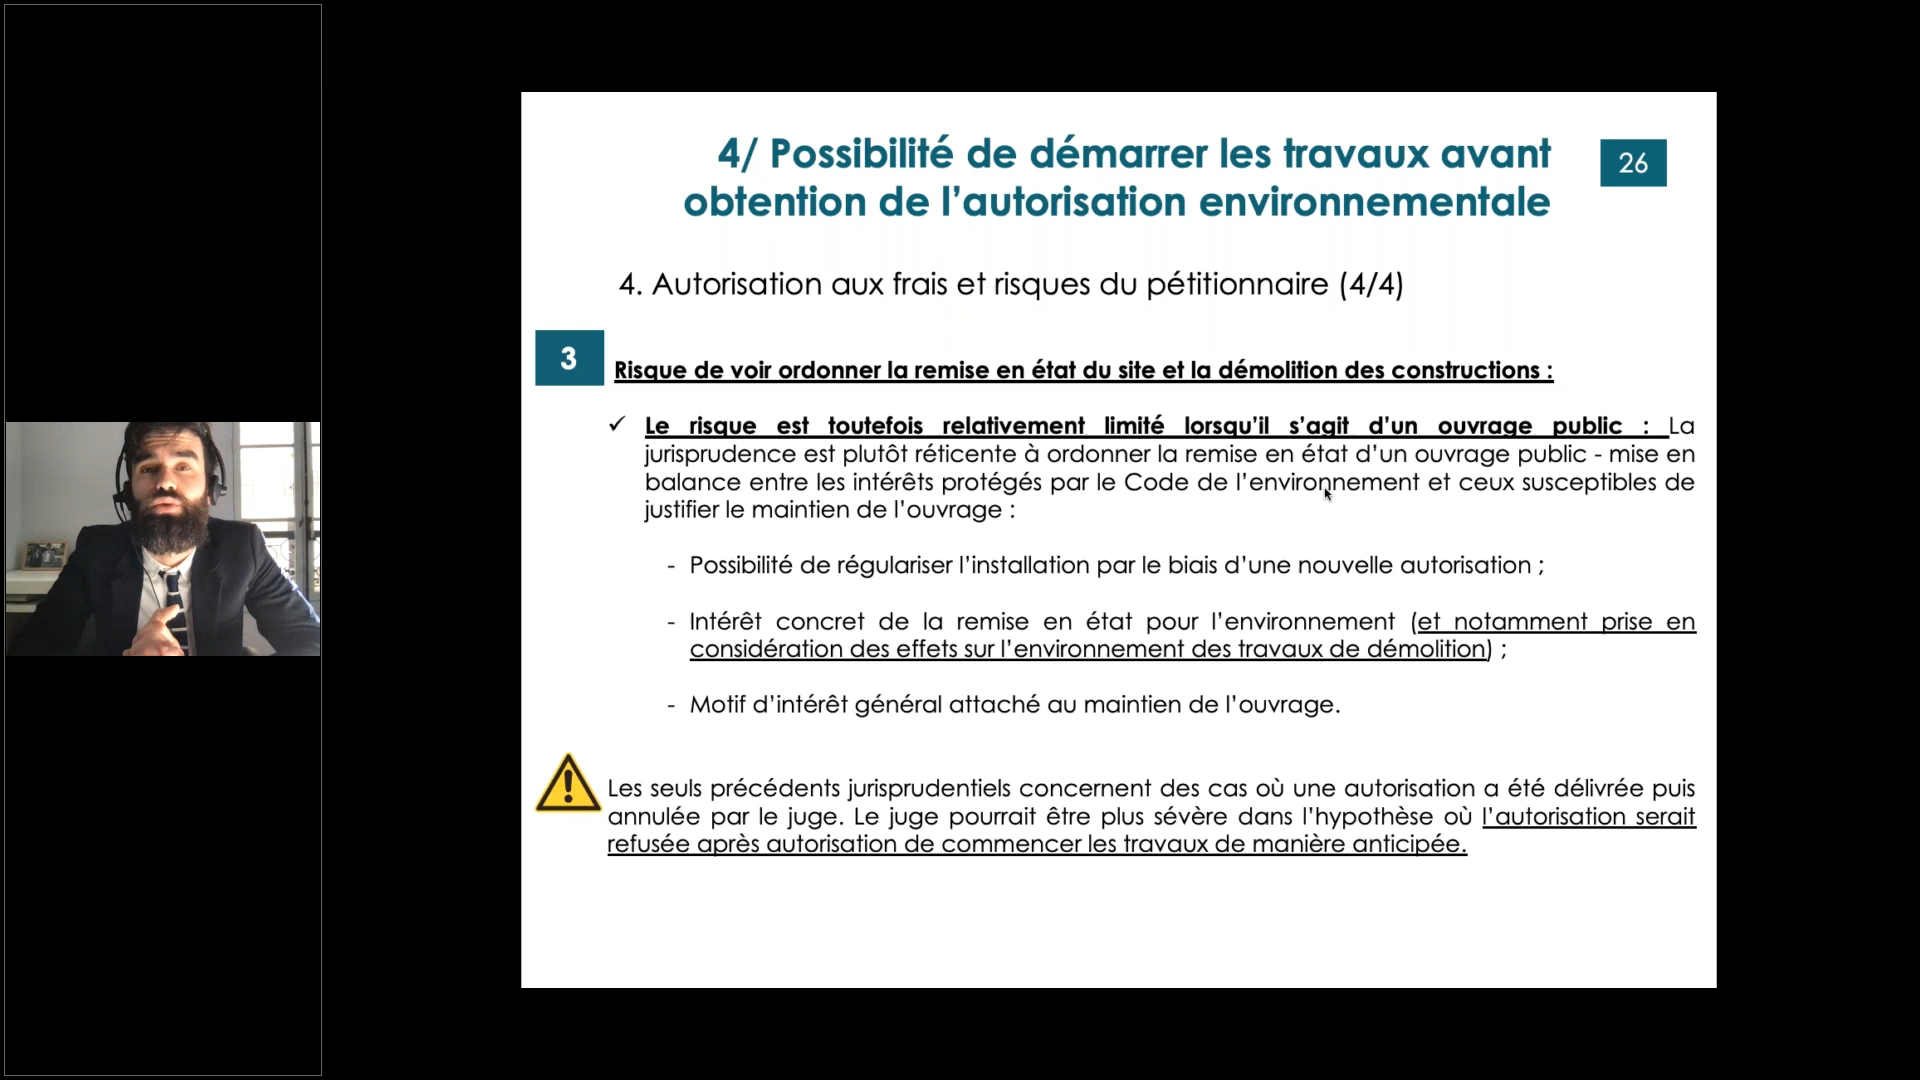 4/ Possibilité de démarrer les travaux avant
obtention de l’autorisation environnementale
26
4. Autorisation aux frais et risques du pétitionnaire (4/4)
3
Risque de voir ordonner la remise en état du site et la démolition des constructions :
✓ Le risque est toutefois relativement limité lorsqu’il s’agit d’un ouvrage public : La
jurisprudence est plutôt réticente à ordonner la remise en état d’un ouvrage public - mise en
balance entre les intérêts protégés par le Code de l’environnement et ceux susceptibles de
justifier le maintien de l’ouvrage :
- Possibilité de régulariser l’installation par le biais d’une nouvelle autorisation ;
- Intérêt concret de la remise en état pour l’environnement (et notamment prise en
considération des effets sur l’environnement des travaux de démolition) ;
- Motif d’intérêt général attaché au maintien de l’ouvrage.
Les seuls précédents jurisprudentiels concernent des cas où une autorisation a été délivrée puis
annulée par le juge. Le juge pourrait être plus sévère dans l’hypothèse où l’autorisation serait
refusée après autorisation de commencer les travaux de manière anticipée.